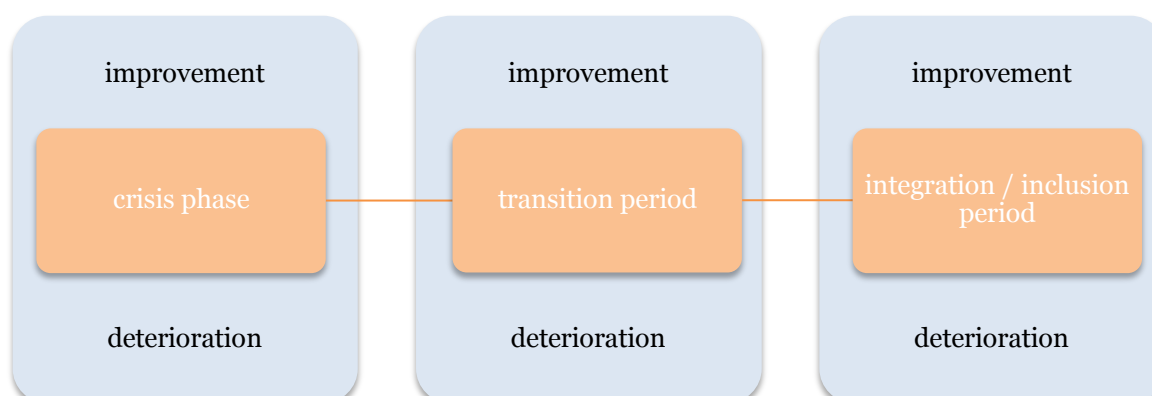 improvement
crisis phase
deterioration
improvement
transition period
deterioration
improvement
integration / inclusion
period
deterioration